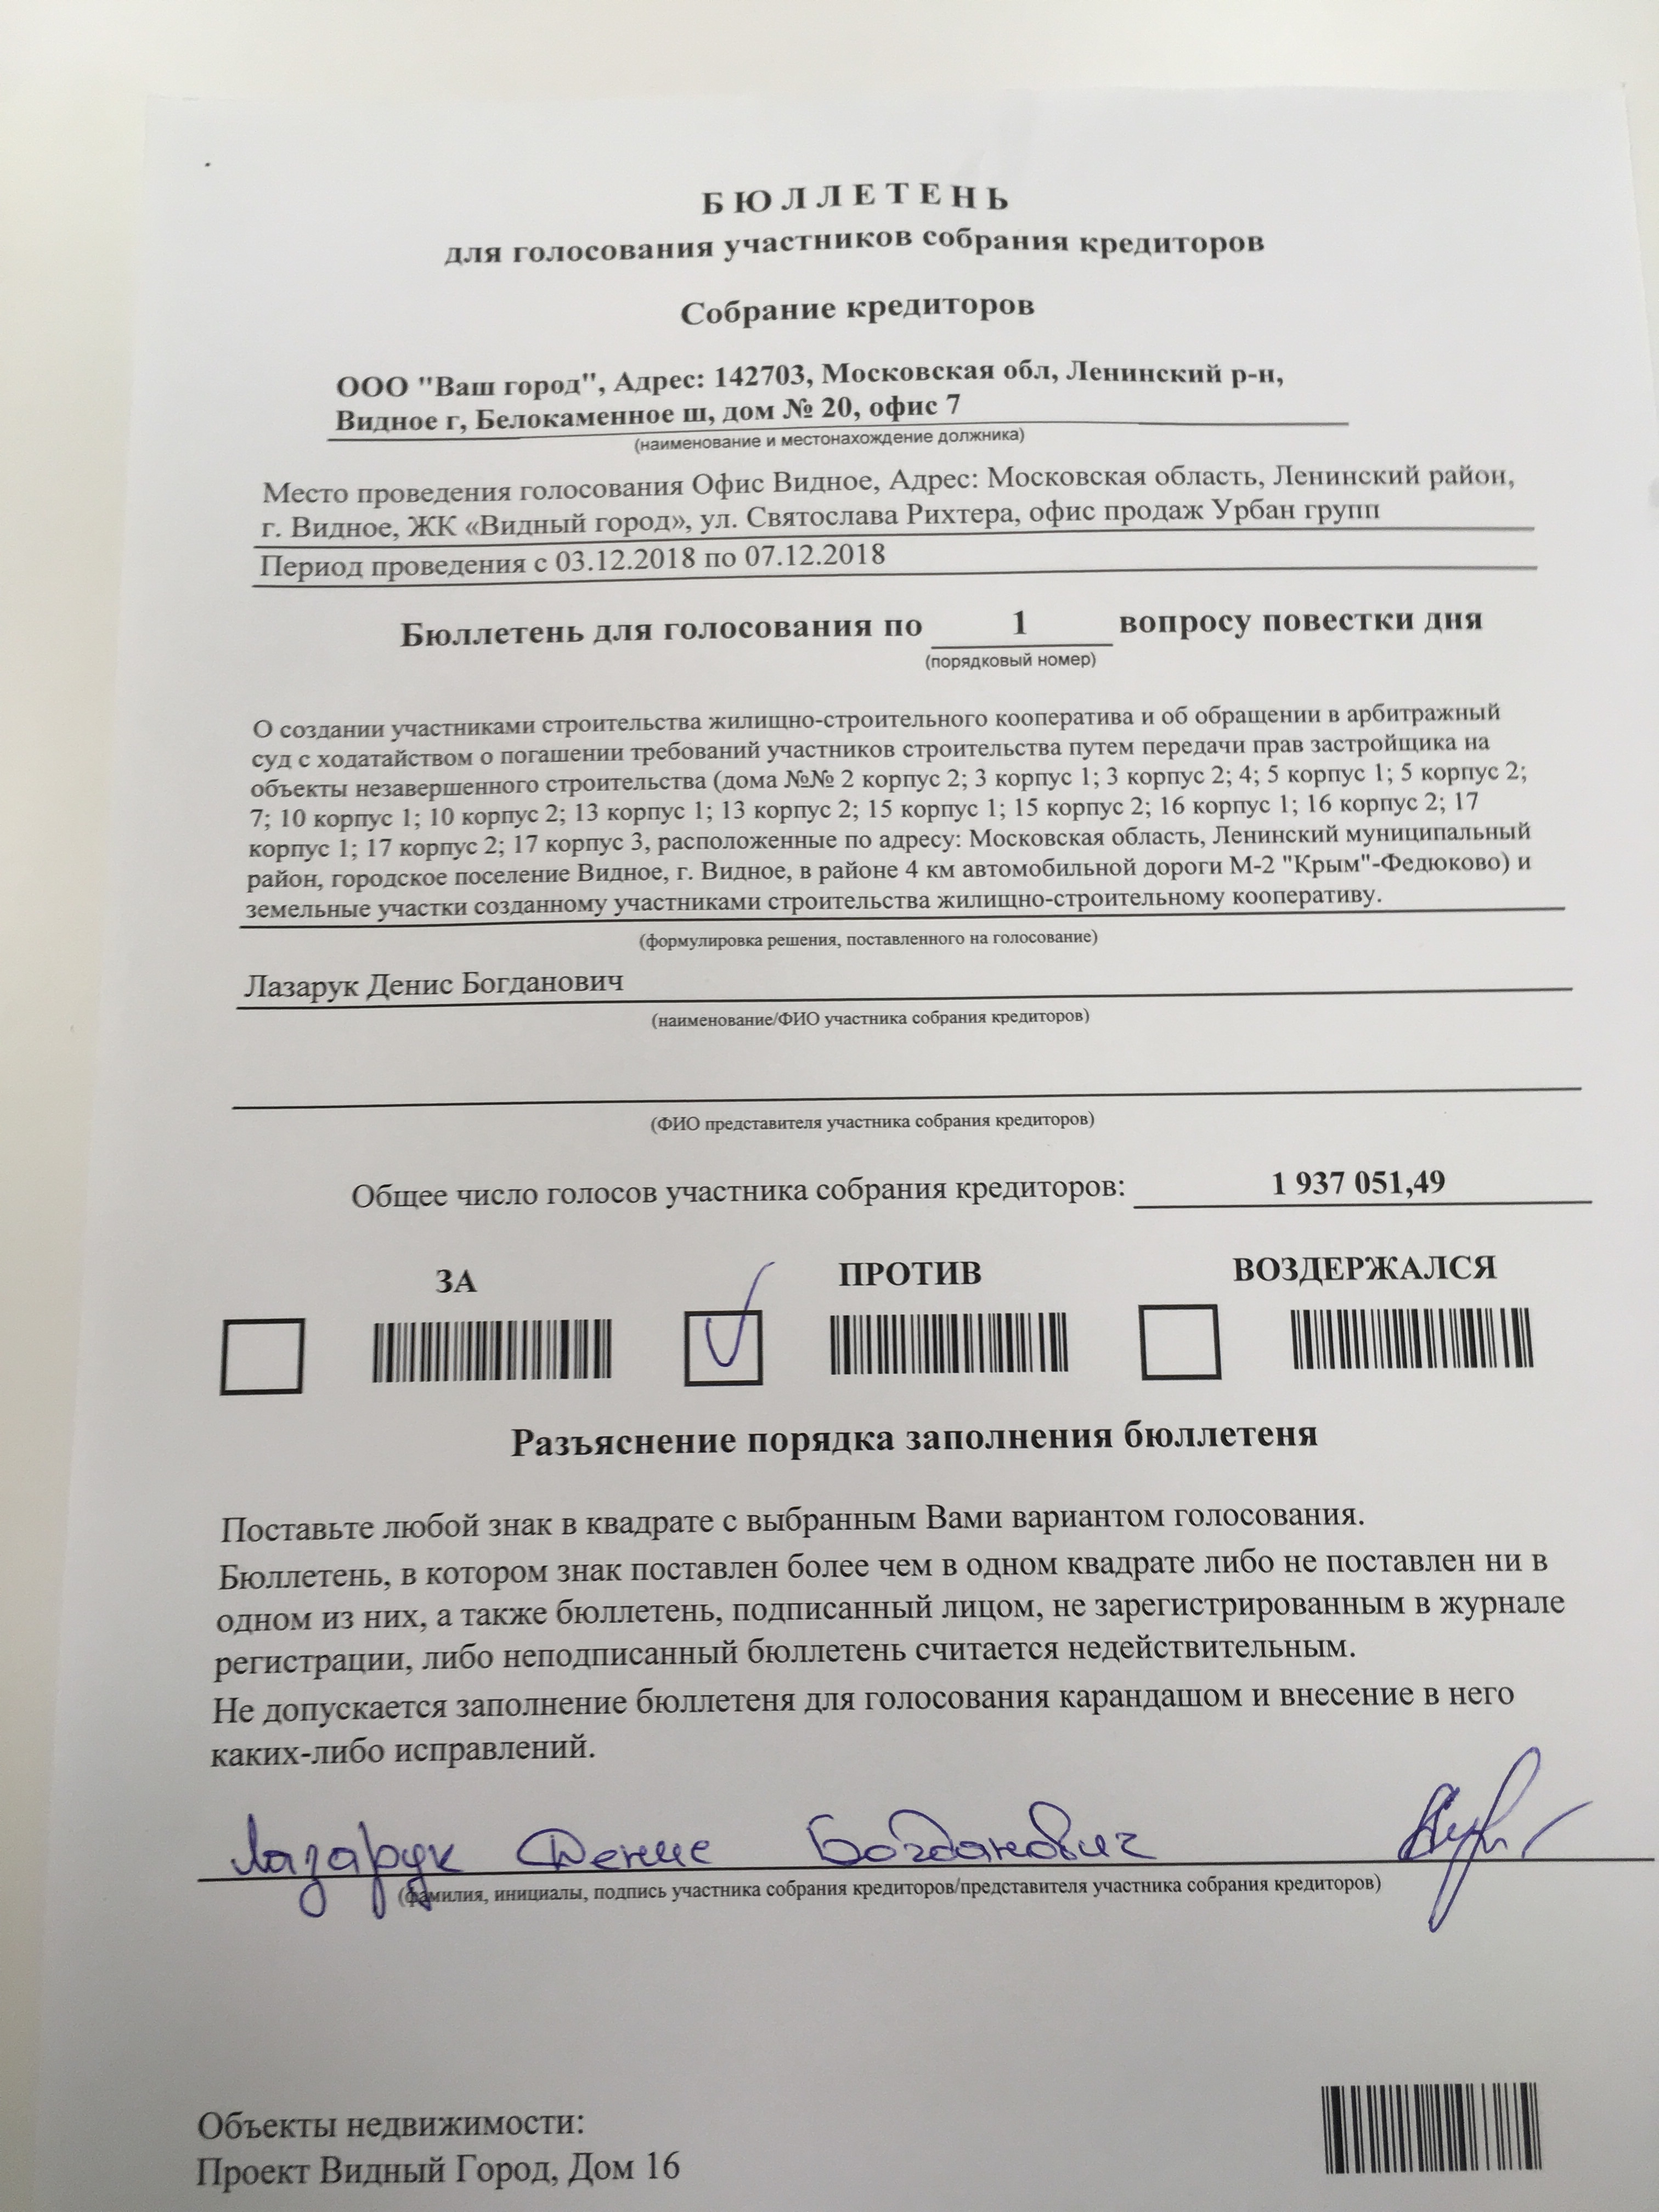 БЮЛЛЕТЕНЬ
для голосования участников собрания кредиторов
Собрание кредиторов
ООО "Ваш город", Адрес: 142703, Московская обл, Ленинский р-н,
Видное г, Белокаменное ш, дом № 20, офис 7
(наименование и местонахождение должника)
Место проведения голосования Офис Видное, Адрес: Московская область, Ленинский район,
г. Видное, ЖК «Видный город», ул. Святослава Рихтера, офис продаж Урбан групп
Период проведения с 03.12.2018 по 07.12.2018
Бюллетень для голосования по 1 вопросу повестки дня
(порядковый номер)
О создании участниками строительства жилищно-строительного кооператива и об обращении в арбитражный
суд с ходатайством о погашении требований участников строительства путем передачи прав застройщика на
объекты незавершенного строительства (дома №№ 2 корпус 2; 3 корпус 1; 3 корпус 2; 4; 5 корпус 1; 5 корпус 2;
7; 10 корпус 1; 10 корпус 2; 13 корпус 1; 13 корпус 2; 15 корпус 1; 15 корпус 2; 16 корпус 1; 16 корпус 2; 17
корпус 1; 17 корпус 2; 17 корпус 3, расположенные по адресу: Московская область, Ленинский муниципальный
район, городское поселение Видное, г. Видное, в районе 4 км автомобильной дороги М-2 "Крым"-Федюково) и
земельные участки созданному участниками строительства жилищно-строительному кооперативу.
(формулировка решения, поставленного на голосование)
Лазарук Денис Богданович
(наименование/ФИО участника собрания кредиторов)
(ФИО представителя участника собрания кредиторов)
Общее число голосов участника собрания кредиторов: 1 937 051,49
ЗА ПРОТИВ ВОЗДЕРЖАЛСЯ
Разъяснение порядка заполнения бюллетеня
Поставьте любой знак в квадрате с выбранным Вами вариантом голосования.
Бюллетень, в котором знак поставлен более чем в одном квадрате либо не поставлен ни в
одном из них, а также бюллетень, подписанный лицом, не зарегистрированным в журнале
регистрации, либо неподписанный бюллетень считается недействительным.
Не допускается заполнение бюллетеня для голосования карандашом и внесение в него
каких-либо исправлений.
Лазарук Денис Богданович
(фамилия, инициалы, подпись участника собрания кредиторов/представителя участника собрания кредиторов)
Объекты недвижимости:
Проект Видный Город, Дом 16